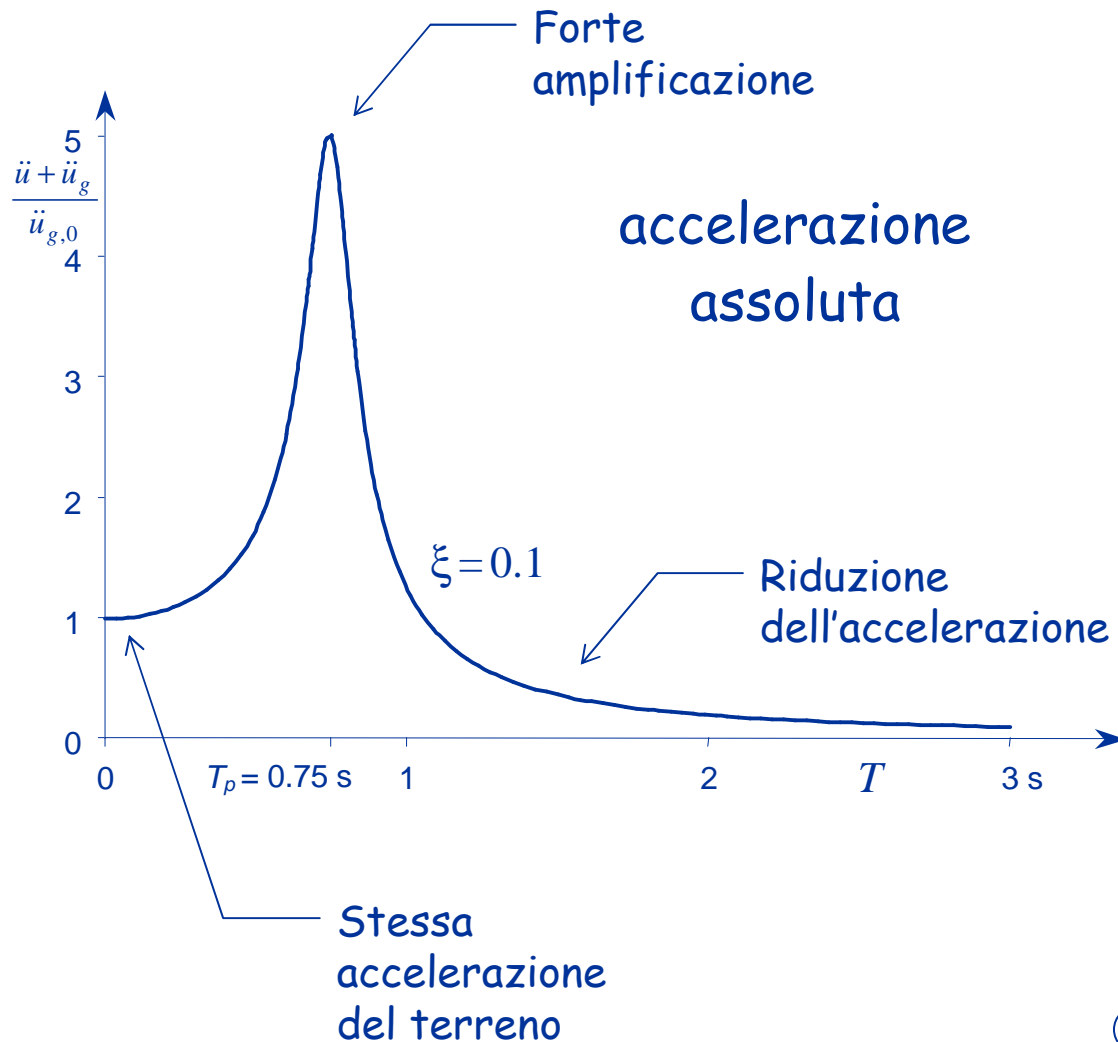 Forte
amplificazione
5
ü + ü_g
ü_{g,0}
accelerazione
assoluta
4
3
2
ξ = 0.1
Riduzione
dell'accelerazione
1
0
0 T_p = 0.75 s 1 2 T 3 s
Stessa
accelerazione
del terreno